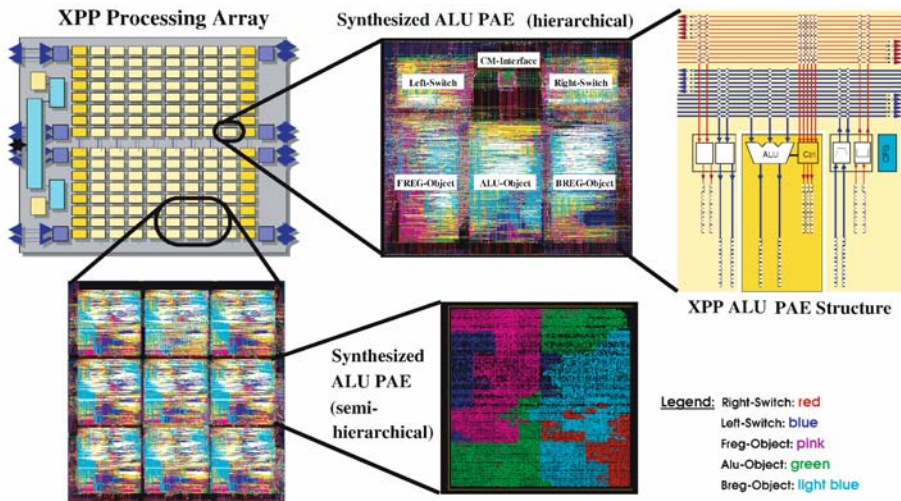 XPP Processing Array
Synthesized ALU PAE (hierarchical)
CM-Interface
Left-Switch
Right-Switch
FREG-Object
ALU-Object
BREG-Object
ALU
Ctrl
CFG
XPP ALU PAE Structure
Synthesized
ALU PAE
(semi-
hierarchical)
Legend: Right-Switch: red
Left-Switch: blue
Freg-Object: pink
Alu-Object: green
Breg-Object: light blue